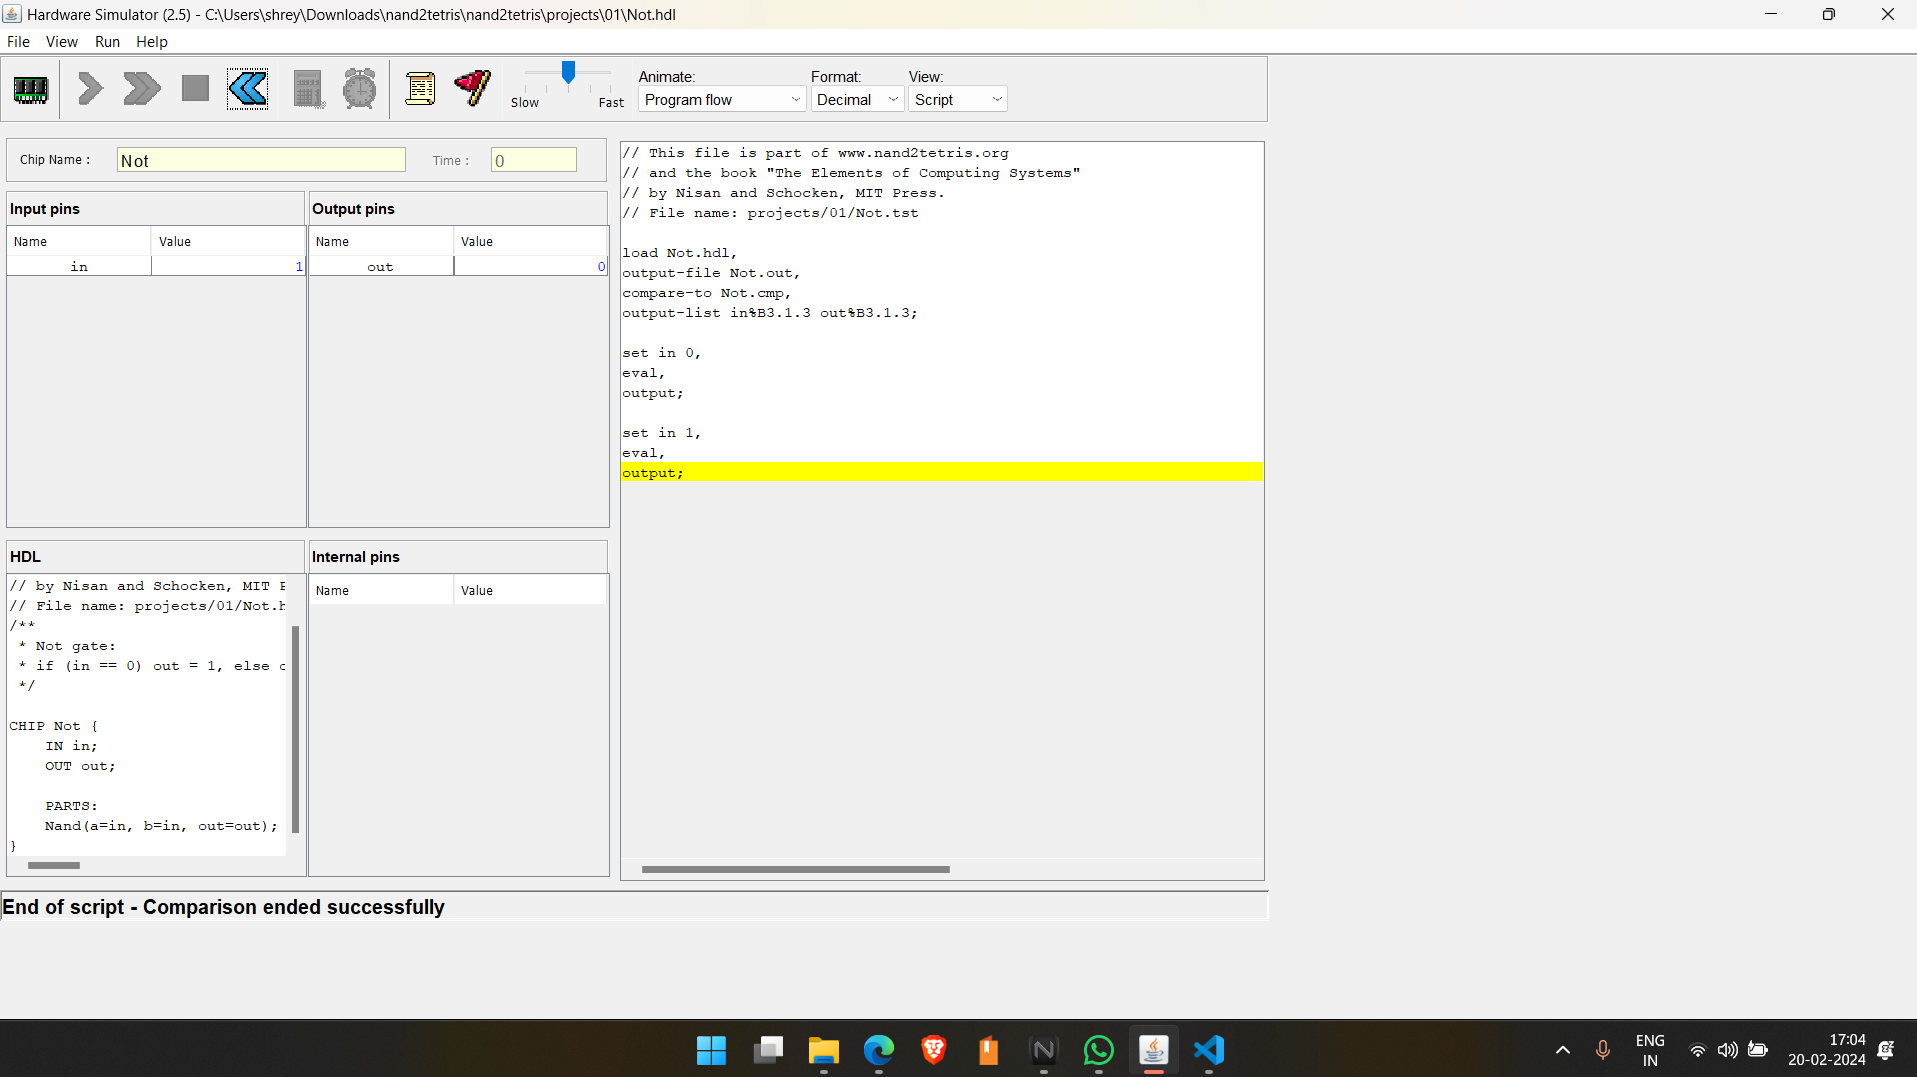 Hardware Simulator (2.5) - C:\Users\shrey\Downloads\nand2tetris\nand2tetris\projects\01\Not.hdl
File View Run Help
Slow Fast
Animate: Format: View:
Program flow Decimal Script
Chip Name : Not Time : 0
Input pins
Name Value
in 1
Output pins
Name Value
out 0
// This file is part of www.nand2tetris.org
// and the book "The Elements of Computing Systems"
// by Nisan and Schocken, MIT Press.
// File name: projects/01/Not.tst
load Not.hdl,
output-file Not.out,
compare-to Not.cmp,
output-list in%B3.1.3 out%B3.1.3;
set in 0,
eval,
output;
set in 1,
eval,
output;
HDL
// by Nisan and Schocken, MIT
// File name: projects/01/Not.h
/**
* Not gate:
* if (in == 0) out = 1, else
*/
CHIP Not {
IN in;
OUT out;
PARTS:
Nand(a=in, b=in, out=out);
}
Internal pins
Name Value
End of script - Comparison ended successfully
ENG
IN
17:04
20-02-2024